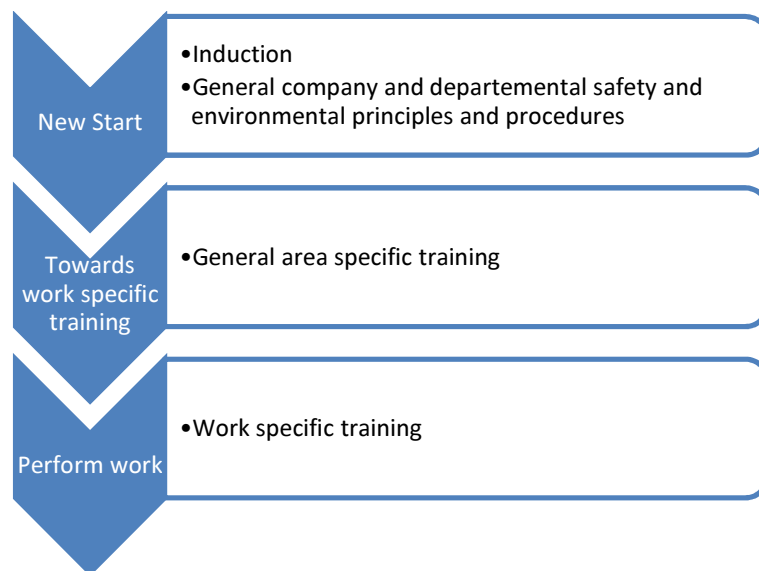 New Start
•Induction
•General company and departemental safety and
environmental principles and procedures
Towards
work specific
training
•General area specific training
Perform work
•Work specific training